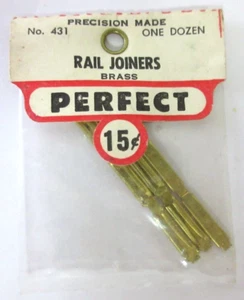 PRECISION MADE
No. 431 ONE DOZEN
RAIL JOINERS
BRASS
PERFECT
15¢